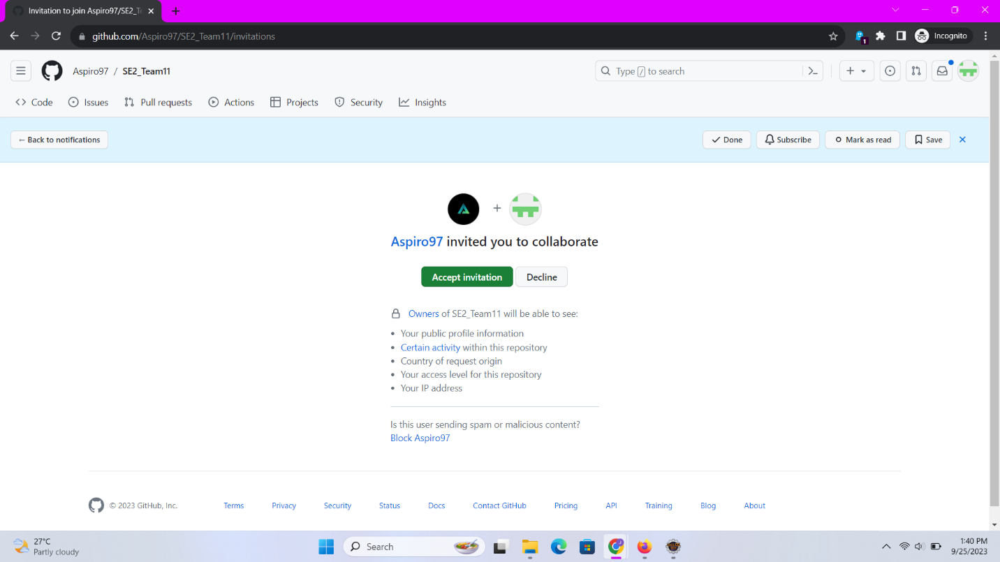 Invitation to join Aspiro97/SE2_Te
github.com/Aspiro97/SE2_Team11/invitations
1
Incognito
Aspiro97 / SE2_Team11
Type / to search
Code
Issues
Pull requests
Actions
Projects
Security
Insights
← Back to notifications
Done
Subscribe
Mark as read
Save
Aspiro97 invited you to collaborate
Accept invitation
Decline
Owners of SE2_Team11 will be able to see:
• Your public profile information
• Certain activity within this repository
• Country of request origin
• Your access level for this repository
• Your IP address
Is this user sending spam or malicious content?
Block Aspiro97
© 2023 GitHub, Inc.
Terms
Privacy
Security
Status
Docs
Contact GitHub
Pricing
API
Training
Blog
About
27°C
Partly cloudy
Search
1:40 PM
9/25/2023